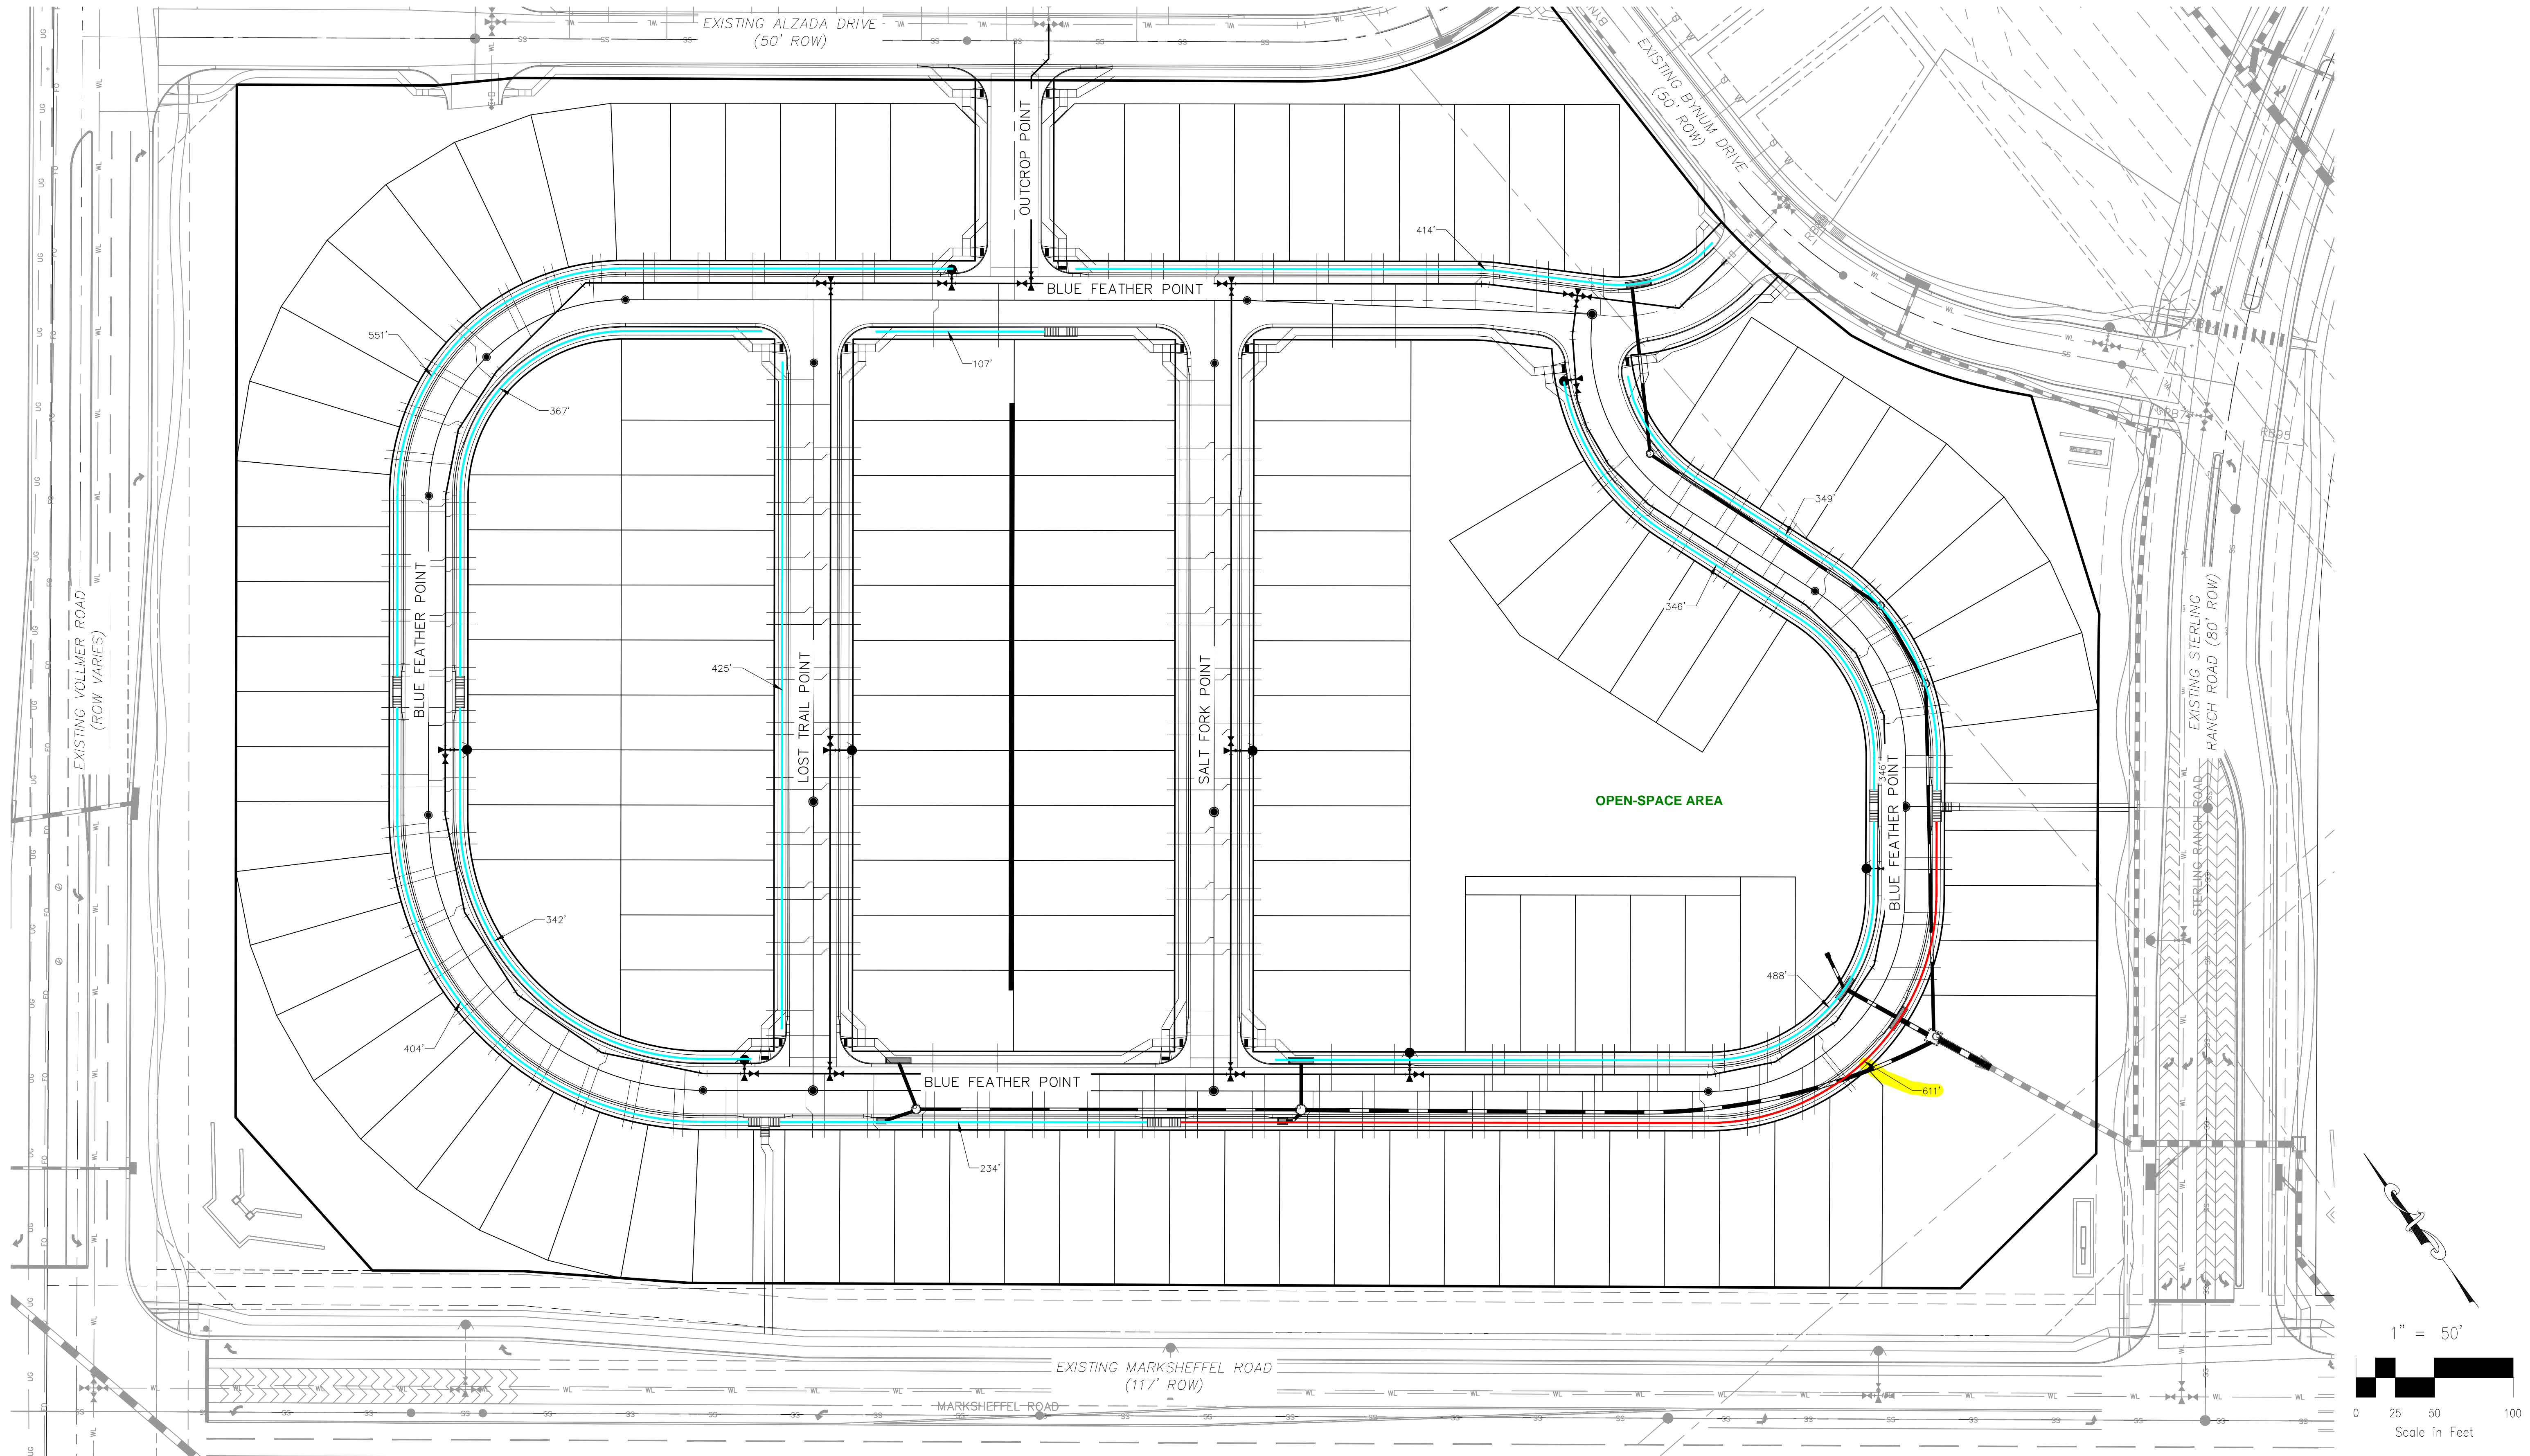 EXISTING ALZADA DRIVE
(50' ROW)
EXISTING BYNUM DRIVE
(50' ROW)
OUTCROP POINT
414'
BLUE FEATHER POINT
551'
107'
367'
RB95
349'
346'
EXISTING VOLLMER ROAD
(ROW VARIES)
BLUE FEATHER POINT
425'
LOST TRAIL POINT
SALT FORK POINT
346'
BLUE FEATHER POINT
EXISTING STERLING
RANCH ROAD (80' ROW)
STERLING RANCH ROAD
OPEN-SPACE AREA
342'
488'
404'
BLUE FEATHER POINT
611'
234'
EXISTING MARKSHEFFEL ROAD
(117' ROW)
MARKSHEFFEL ROAD
1" = 50'
0 25 50 100
Scale in Feet